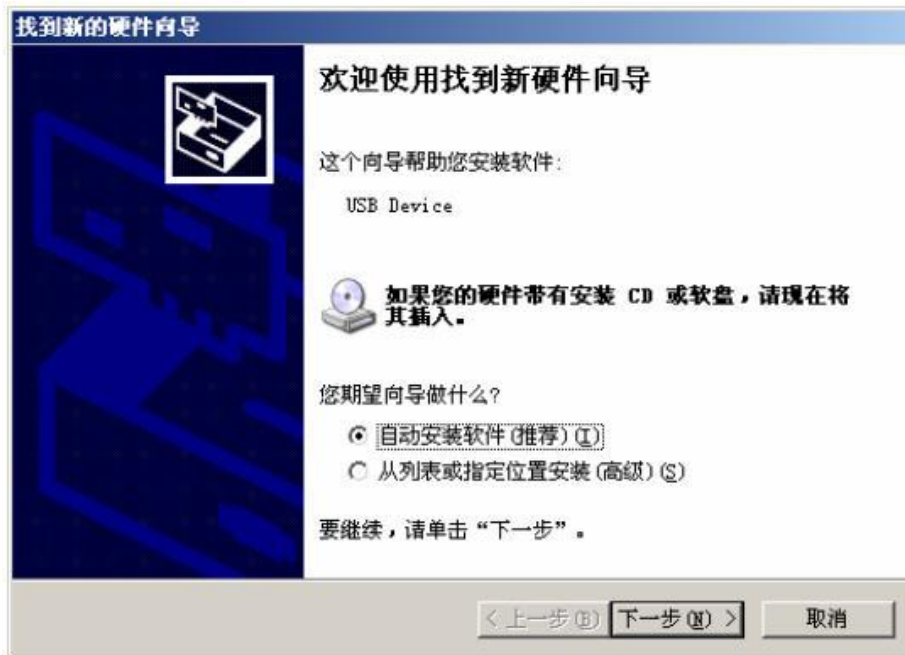 找到新的硬件向导
欢迎使用找到新硬件向导
这个向导帮助您安装软件:
USB Device
如果您的硬件带有安装 CD 或软盘，请现在将
其插入。
您期望向导做什么?
自动安装软件(推荐)(I)
从列表或指定位置安装(高级)(S)
要继续，请单击“下一步”。
< 上一步(B) 下一步(N) > 取消